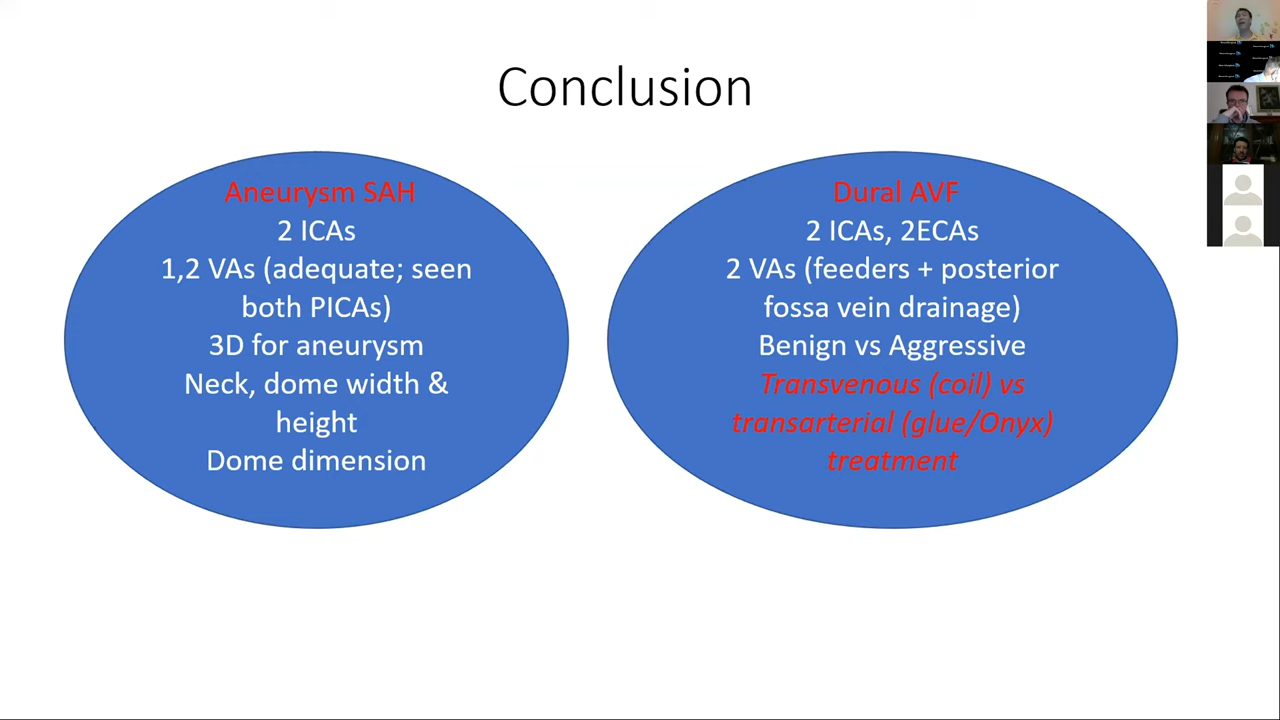 Conclusion
Aneurysm SAH
2 ICAs
1,2 VAs (adequate; seen
both PICAs)
3D for aneurysm
Neck, dome width &
height
Dome dimension
Dural AVF
2 ICAs, 2ECAs
2 VAs (feeders + posterior
fossa vein drainage)
Benign vs Aggressive
Transvenous (coil) vs
transarterial (glue/Onyx)
treatment